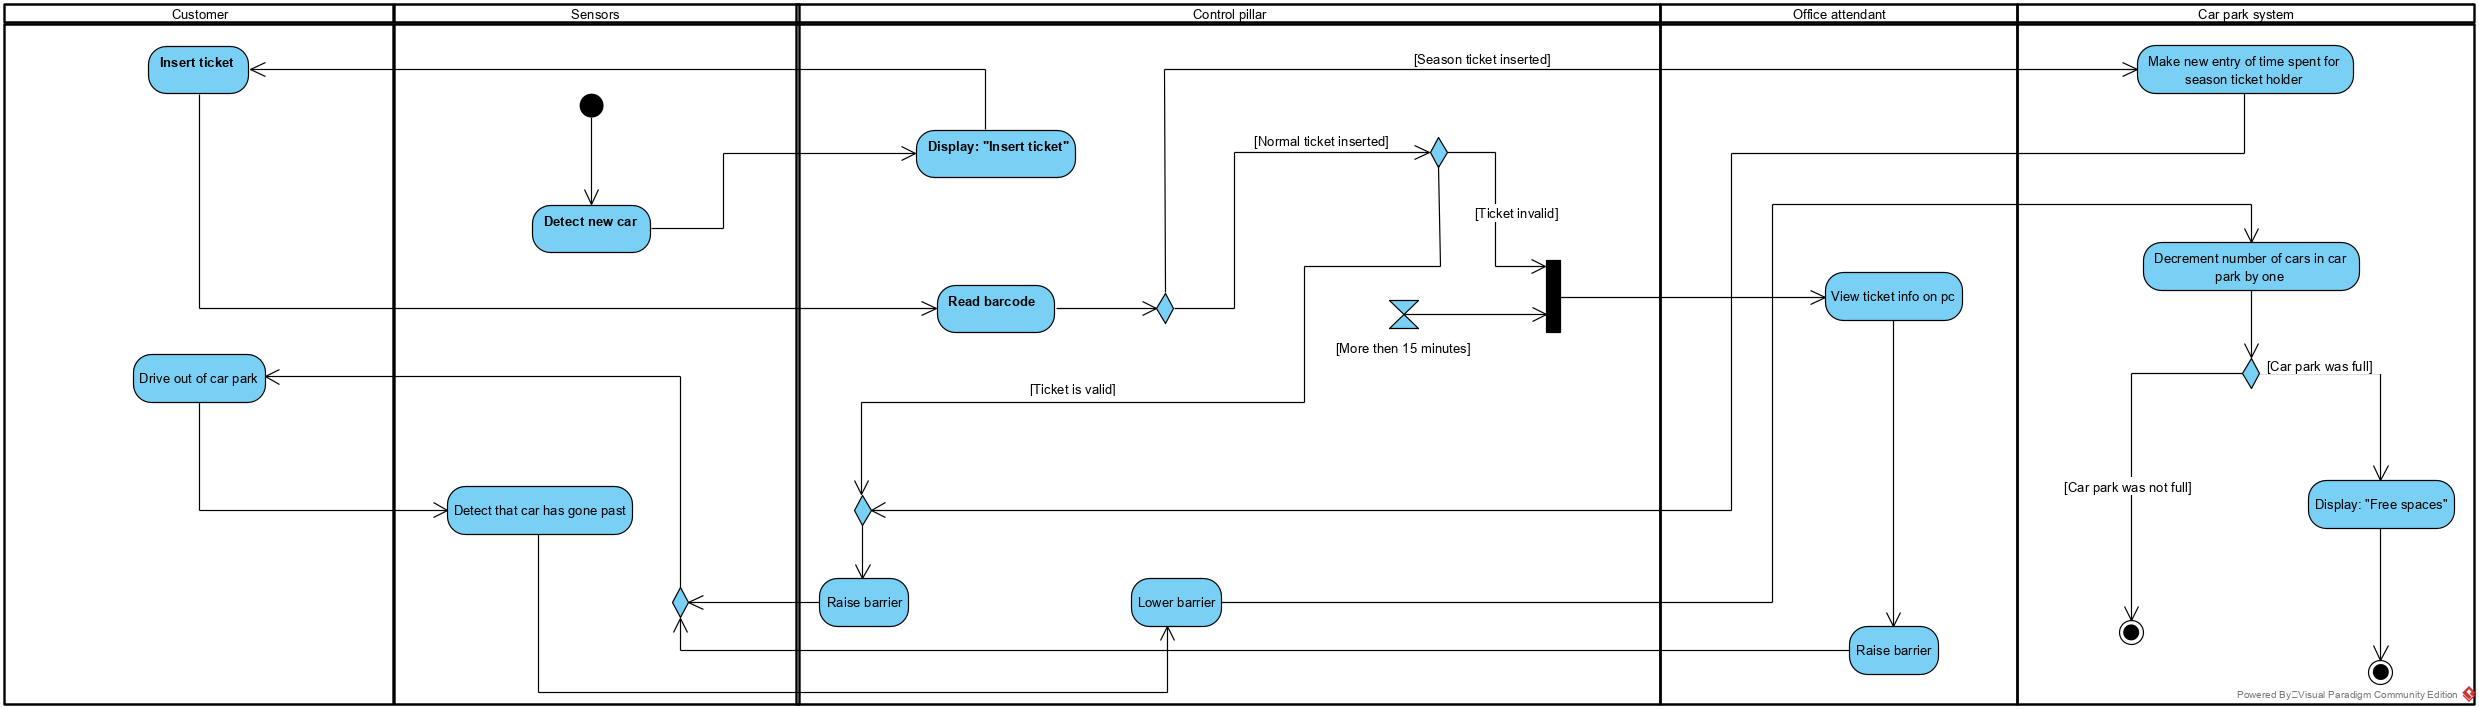 Customer
Sensors
Control pillar
Office attendant
Car park system
Insert ticket
[Season ticket inserted]
Make new entry of time spent for
season ticket holder
Display: "Insert ticket"
[Normal ticket inserted]
Detect new car
[Ticket invalid]
Decrement number of cars in car
park by one
Read barcode
View ticket info on pc
[More then 15 minutes]
Drive out of car park
[Ticket is valid]
[Car park was full]
[Car park was not full]
Detect that car has gone past
Display: "Free spaces"
Raise barrier
Lower barrier
Raise barrier
Powered By Visual Paradigm Community Edition